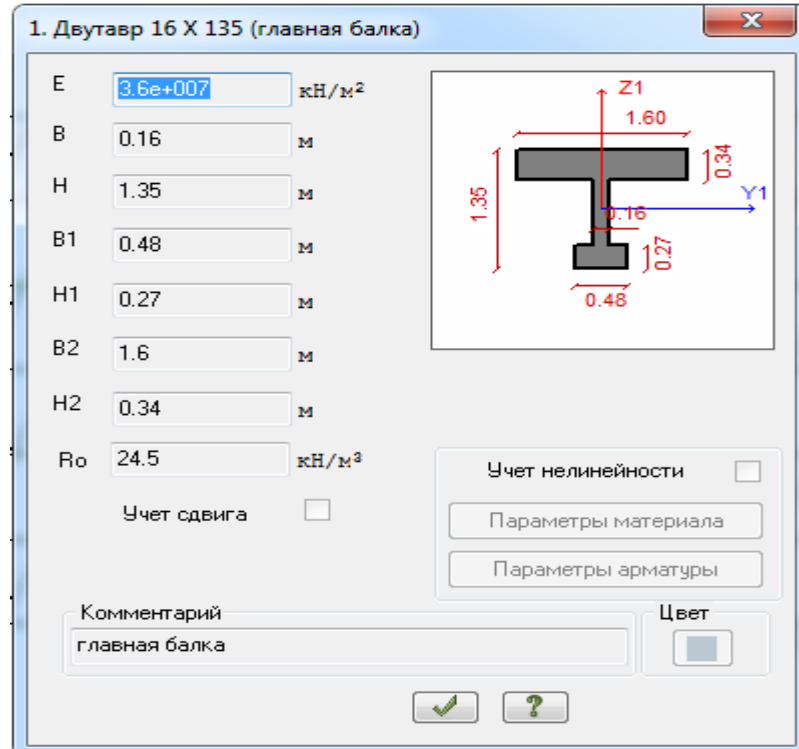 1. Двутавр 16 X 135 (главная балка)
E 3.6e+007 кН/м²
B 0.16 м
H 1.35 м
B1 0.48 м
H1 0.27 м
B2 1.6 м
H2 0.34 м
Ro 24.5 кН/м³
Учет сдвига
Z1
1.60
0.34
Y1
1.35
0.16
0.27
0.48
Учет нелинейности
Параметры материала
Параметры арматуры
Комментарий
главная балка
Цвет
?